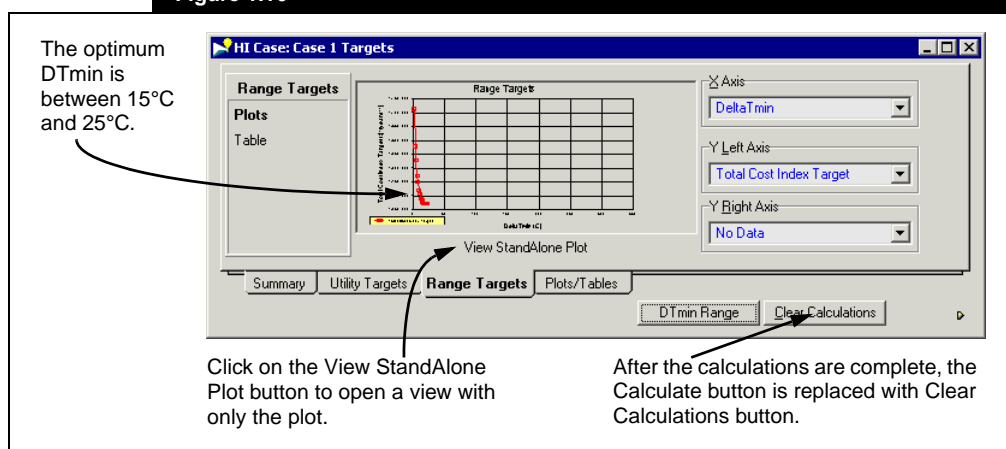 The optimum
DTmin is
between 15°C
and 25°C.
HI Case: Case 1 Targets
Range Targets
Plots
Table
Range Targets
DeltaTmin [C]
X Axis
DeltaTmin
Y Left Axis
Total Cost Index Target
Y Right Axis
No Data
View StandAlone Plot
Summary
Utility Targets
Range Targets
Plots/Tables
DTmin Range
Clear Calculations
Click on the View StandAlone
Plot button to open a view with
only the plot.
After the calculations are complete, the
Calculate button is replaced with Clear
Calculations button.